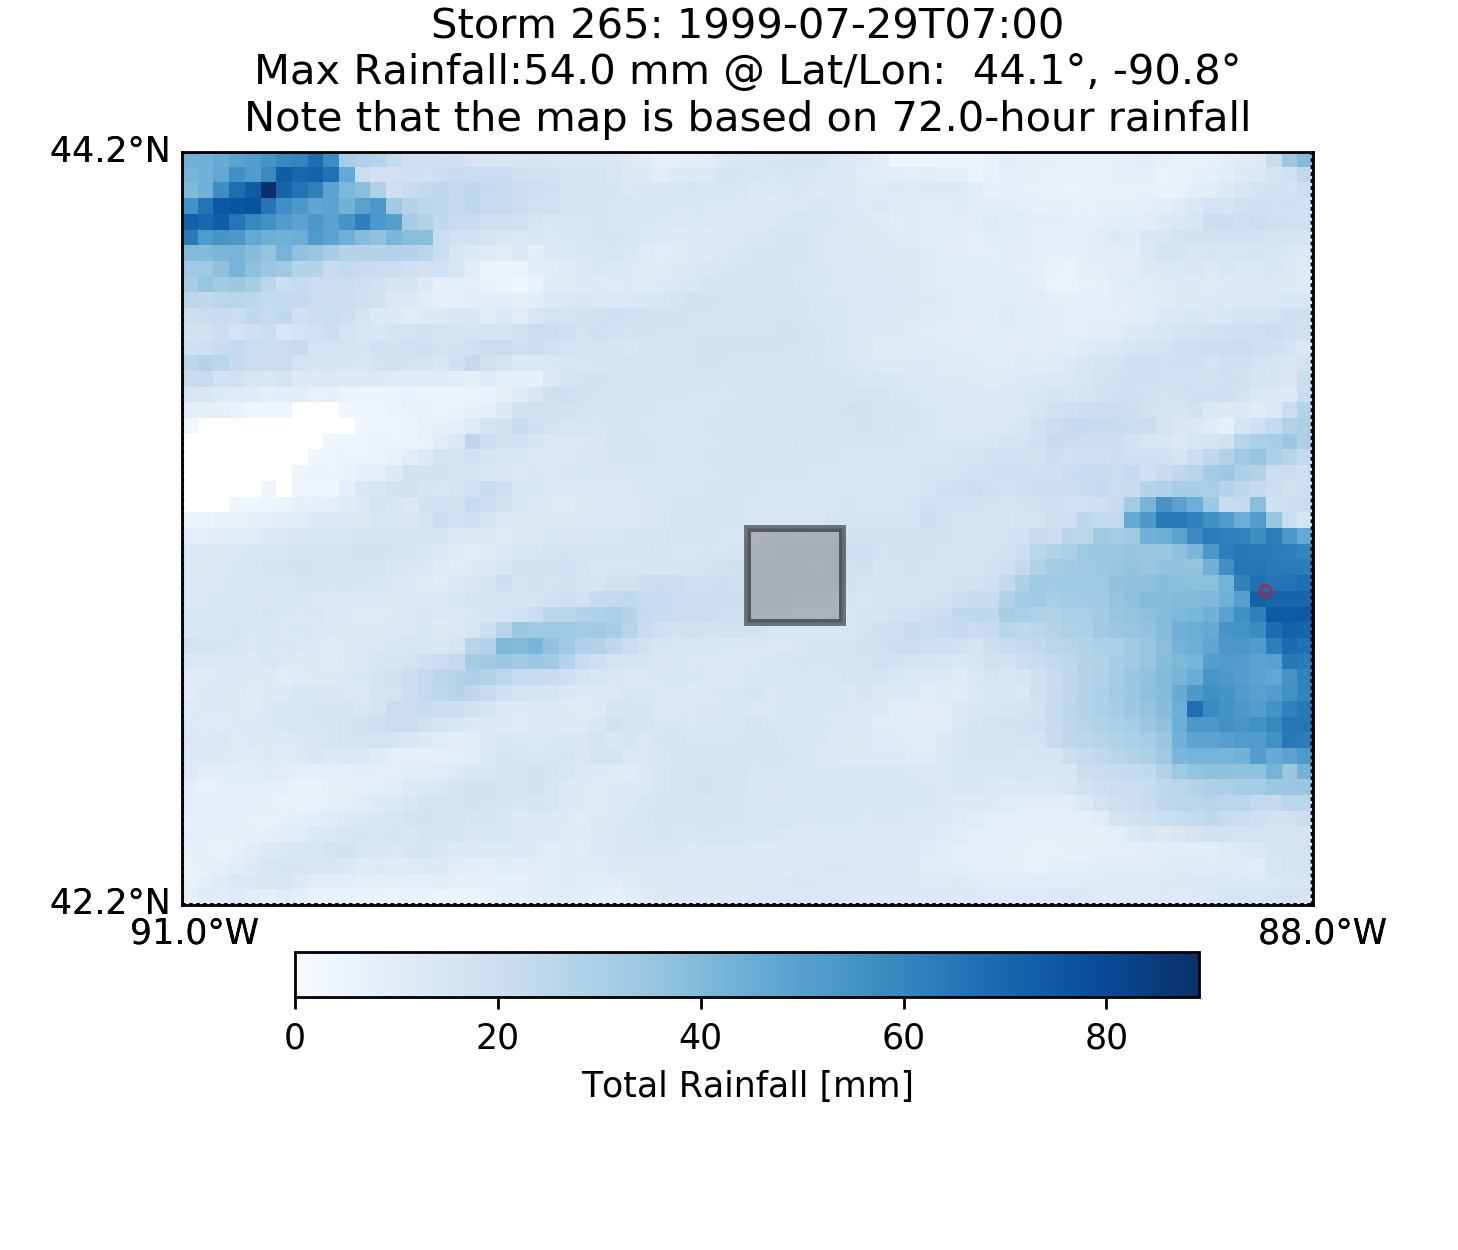 Storm 265: 1999-07-29T07:00
Max Rainfall:54.0 mm @ Lat/Lon:  44.1°, -90.8°
Note that the map is based on 72.0-hour rainfall
44.2°N
42.2°N
91.0°W 88.0°W
0 20 40 60 80
Total Rainfall [mm]